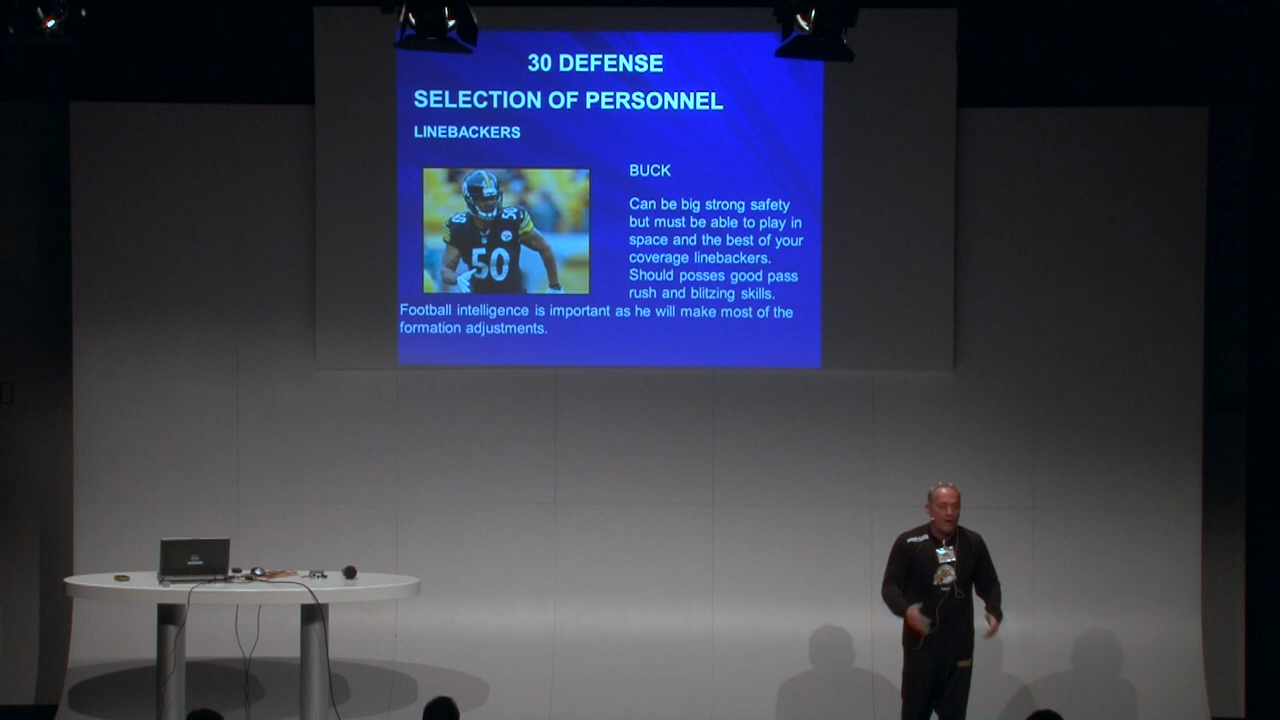 30 DEFENSE
SELECTION OF PERSONNEL
LINEBACKERS
BUCK
Can be big strong safety
but must be able to play in
space and the best of your
coverage linebackers.
Should posses good pass
rush and blitzing skills.
Football intelligence is important as he will make most of the
formation adjustments.
50
50
50